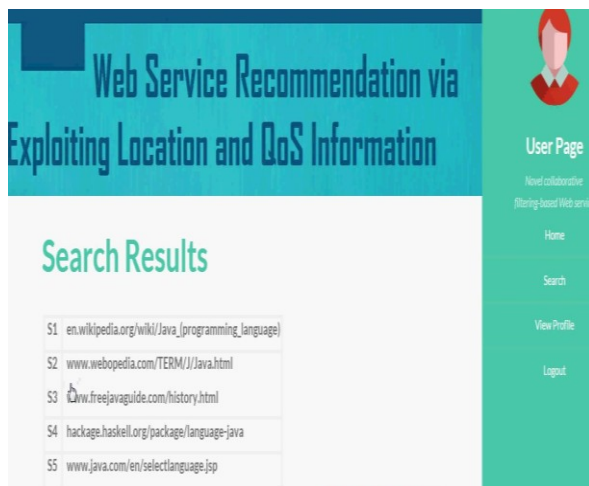 Web Service Recommendation via
Exploiting Location and QoS Information
User Page
Novel collaborative
filtering-based Web servi
Home
Search
View Profile
Logout
Search Results
S1 en.wikipedia.org/wiki/Java_(programming_language)
S2 www.webopedia.com/TERM/J/Java.html
S3 www.freejavaguide.com/history.html
S4 hackage.haskell.org/package/language-java
S5 www.java.com/en/selectlanguage.jsp